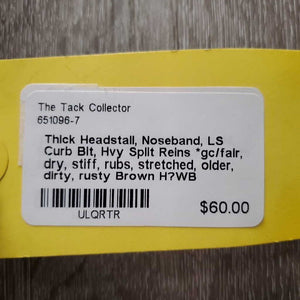 The Tack Collector
651096-7
Thick Headstall, Noseband, LS
Curb Blt, Hvy Split Reins *gc/fair,
dry, stiff, rubs, stretched, older,
dirty, rusty Brown H?WB
ULQRTR
$60.00